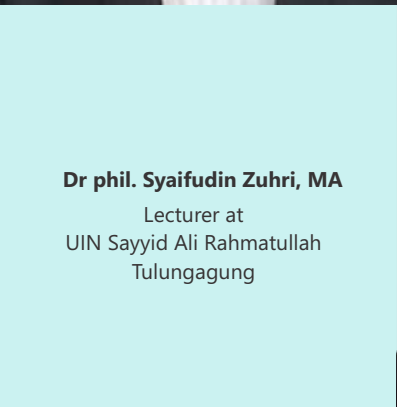 Dr phil. Syaifudin Zuhri, MA
Lecturer at
UIN Sayyid Ali Rahmatullah
Tulungagung